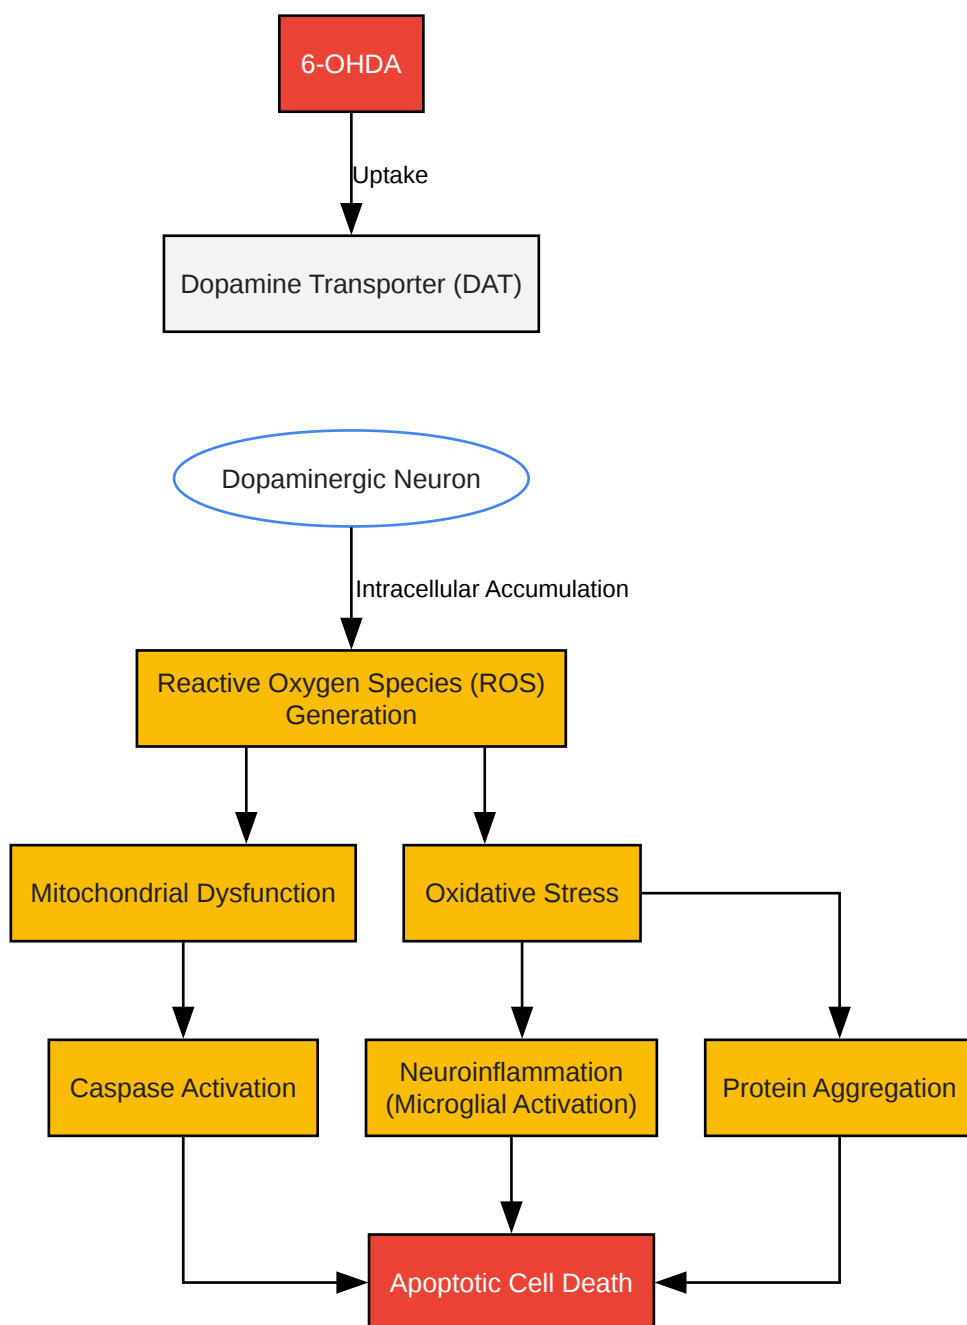 6-OHDA
Uptake
Dopamine Transporter (DAT)
Dopaminergic Neuron
Intracellular Accumulation
Reactive Oxygen Species (ROS)
Generation
Mitochondrial Dysfunction
Oxidative Stress
Caspase Activation
Neuroinflammation
(Microglial Activation)
Protein Aggregation
Apoptotic Cell Death